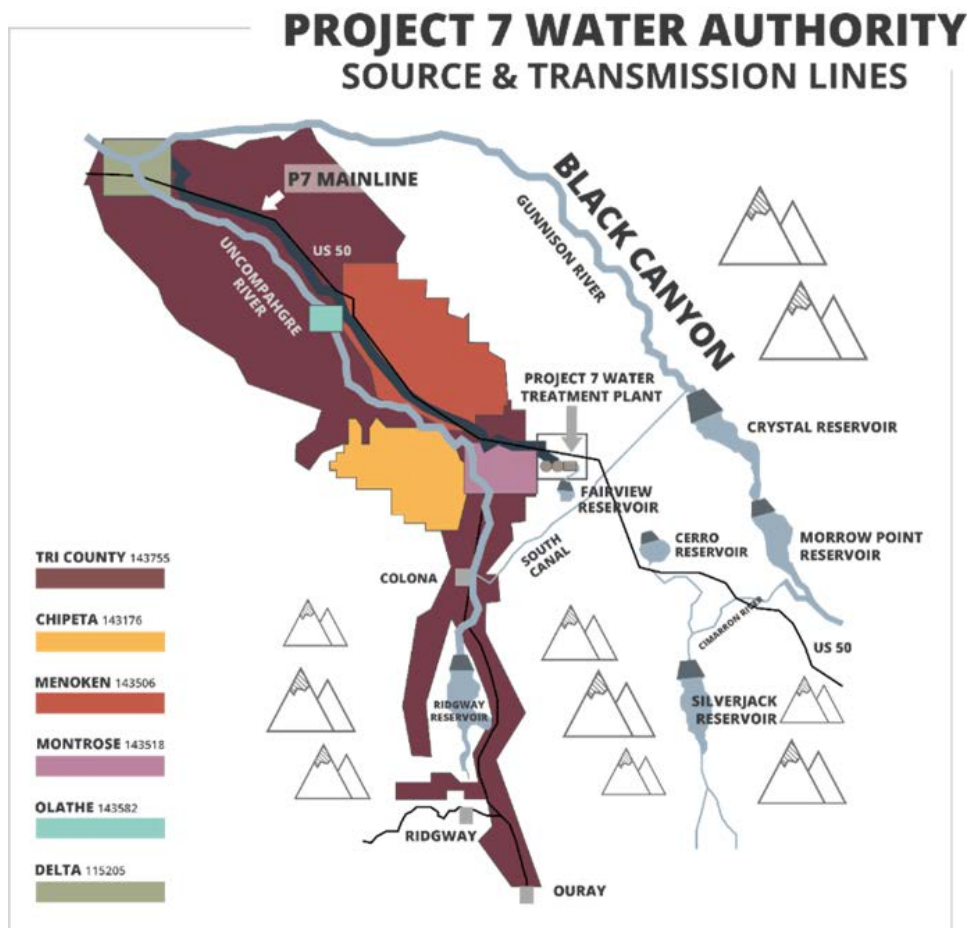 PROJECT 7 WATER AUTHORITY
SOURCE & TRANSMISSION LINES
P7 MAINLINE
US 50
UNCOMPAHGRE
RIVER
BLACK CANYON
GUNNISON RIVER
PROJECT 7 WATER
TREATMENT PLANT
CRYSTAL RESERVOIR
FAIRVIEW
RESERVOIR
CERRO
RESERVOIR
MORROW POINT
RESERVOIR
SOUTH
CANAL
COLONA
CIMARRON RIVER
US 50
SILVERJACK
RESERVOIR
RIDGWAY
RESERVOIR
RIDGWAY
OURAY
TRI COUNTY 143755
CHIPETA 143176
MENOKEN 143506
MONTROSE 143518
OLATHE 143582
DELTA 115205